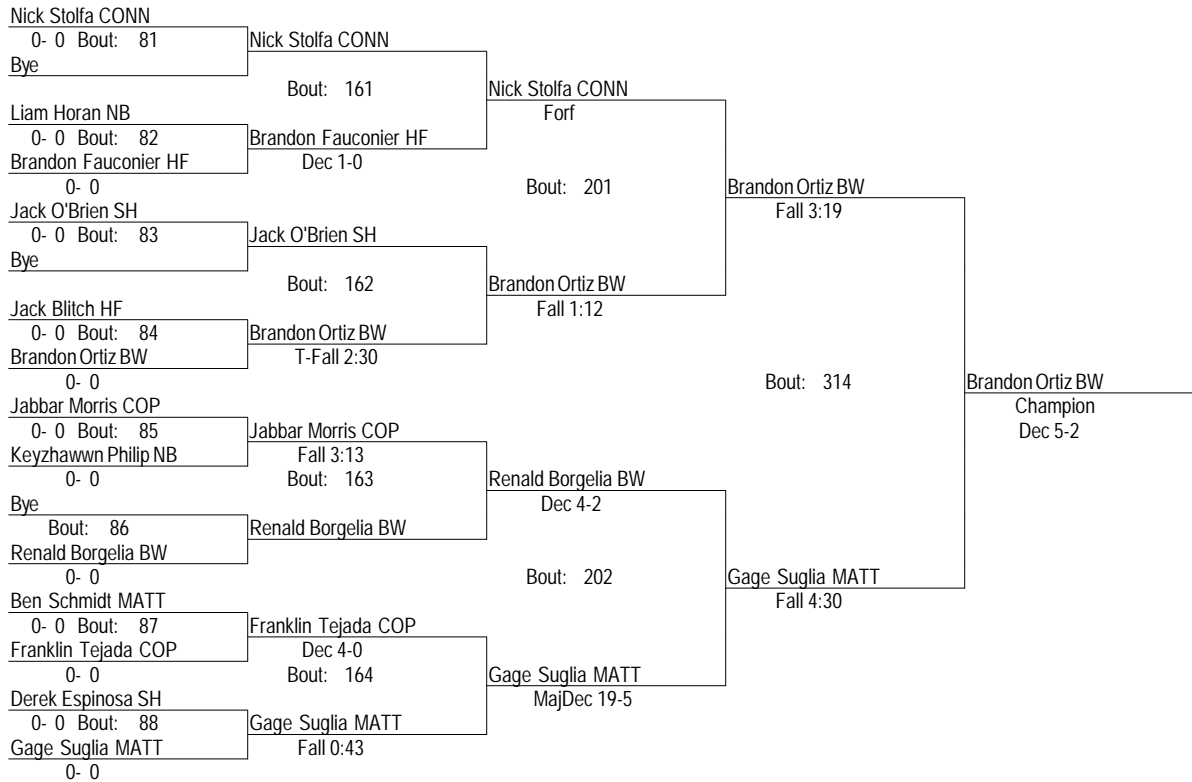 Nick Stolfa CONN
0- 0 Bout: 81
Nick Stolfa CONN
Bye
Bout: 161
Nick Stolfa CONN
Liam Horan NB
Forf
0- 0 Bout: 82
Brandon Fauconier HF
Brandon Fauconier HF
Dec 1-0
0- 0
Bout: 201
Brandon Ortiz BW
Jack O'Brien SH
Fall 3:19
0- 0 Bout: 83
Jack O'Brien SH
Bye
Bout: 162
Brandon Ortiz BW
Jack Blitch HF
Fall 1:12
0- 0 Bout: 84
Brandon Ortiz BW
Brandon Ortiz BW
T-Fall 2:30
0- 0
Bout: 314
Brandon Ortiz BW
Jabbar Morris COP
Champion
0- 0 Bout: 85
Jabbar Morris COP
Dec 5-2
Keyzhawwn Philip NB
Fall 3:13
0- 0
Bout: 163
Renald Borgelia BW
Bye
Dec 4-2
Bout: 86
Renald Borgelia BW
Renald Borgelia BW
0- 0
Bout: 202
Gage Suglia MATT
Ben Schmidt MATT
Fall 4:30
0- 0 Bout: 87
Franklin Tejada COP
Franklin Tejada COP
Dec 4-0
0- 0
Bout: 164
Gage Suglia MATT
Derek Espinosa SH
MajDec 19-5
0- 0 Bout: 88
Gage Suglia MATT
Gage Suglia MATT
Fall 0:43
0- 0